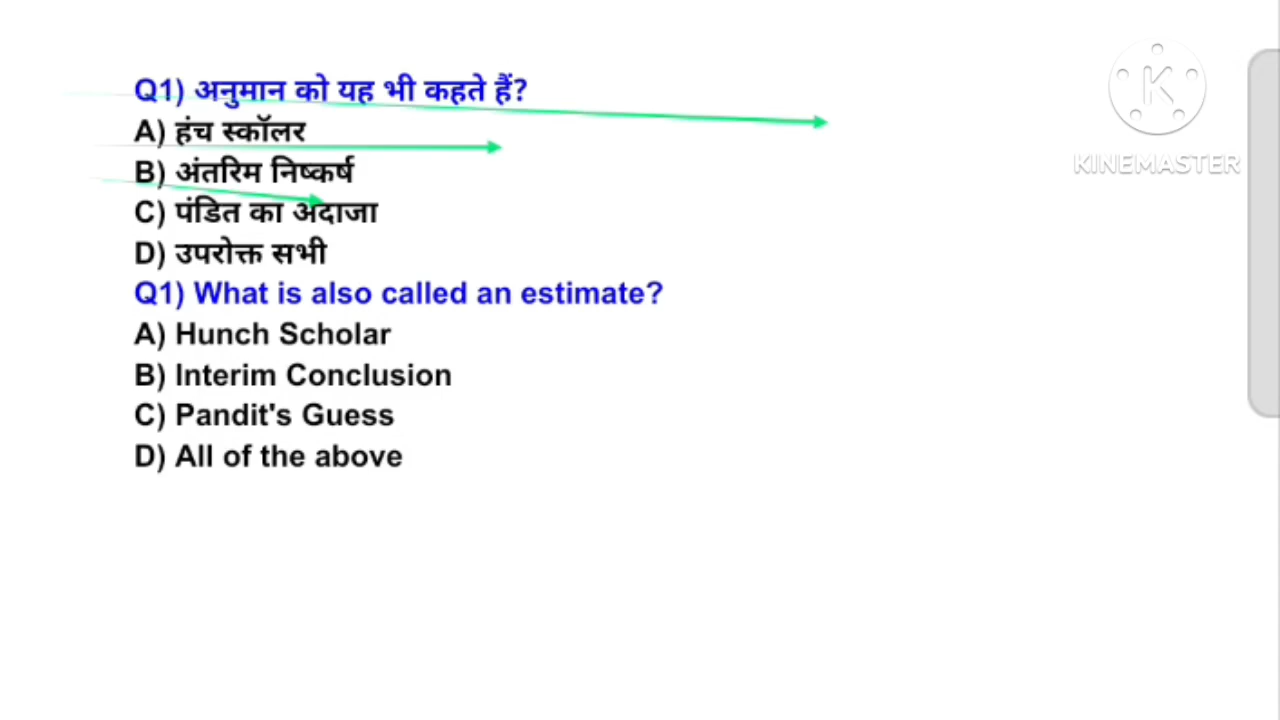 Q1) अनुमान को यह भी कहते हैं?
A) हंच स्कॉलर
B) अंतरिम निष्कर्ष
C) पंडित का अंदाजा
D) उपरोक्त सभी
Q1) What is also called an estimate?
A) Hunch Scholar
B) Interim Conclusion
C) Pandit's Guess
D) All of the above
K
KINEMASTER